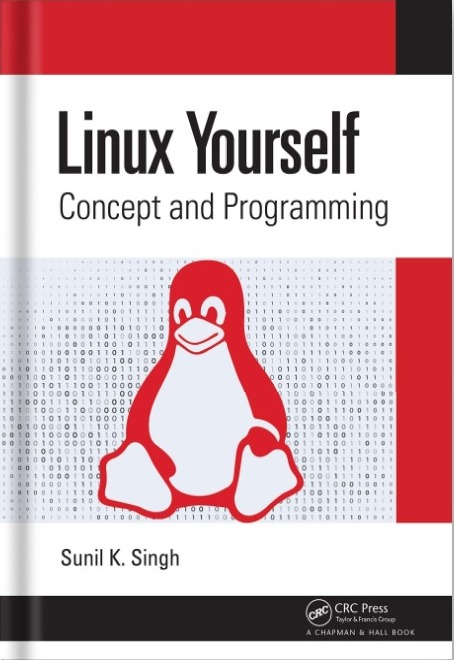 Linux Yourself
Concept and Programming
Sunil K. Singh
CRC
CRC Press
Taylor & Francis Group
A CHAPMAN & HALL BOOK